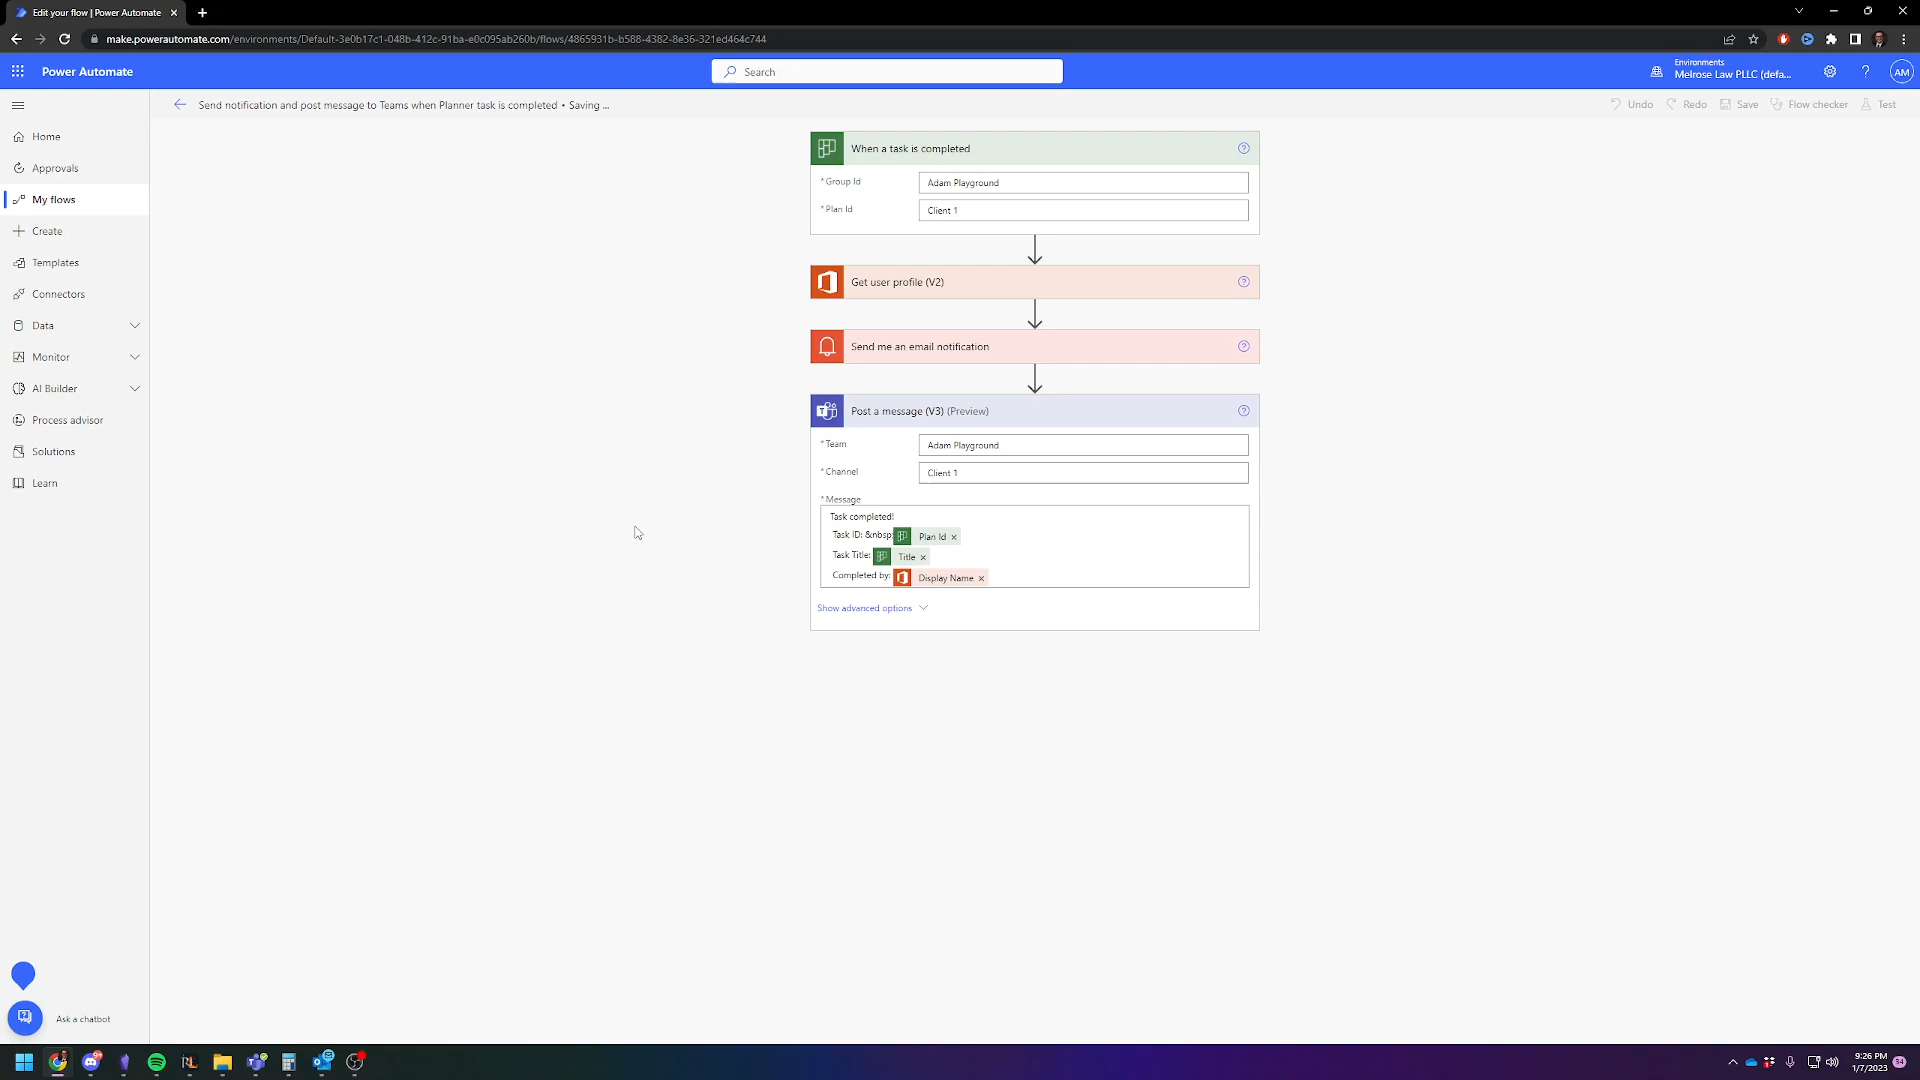 Edit your flow | Power Automate
make.powerautomate.com/environments/Default-3e0b17c1-048b-412c-91ba-e0c095ab260b/flows/4865931b-b588-4382-8e36-321ed464c744
Power Automate
Search
Environments
Melrose Law PLLC (defa...
AM
Send notification and post message to Teams when Planner task is completed • Saving ...
Undo
Redo
Save
Flow checker
Test
Home
Approvals
My flows
Create
Templates
Connectors
Data
Monitor
AI Builder
Process advisor
Solutions
Learn
When a task is completed
* Group Id
Adam Playground
* Plan Id
Client 1
Get user profile (V2)
Send me an email notification
Post a message (V3) (Preview)
* Team
Adam Playground
* Channel
Client 1
* Message
Task completed!
Task ID: &nbsp; Plan Id ×
Task Title: Title ×
Completed by: Display Name ×
Show advanced options
Ask a chatbot
9:26 PM
1/7/2023
34